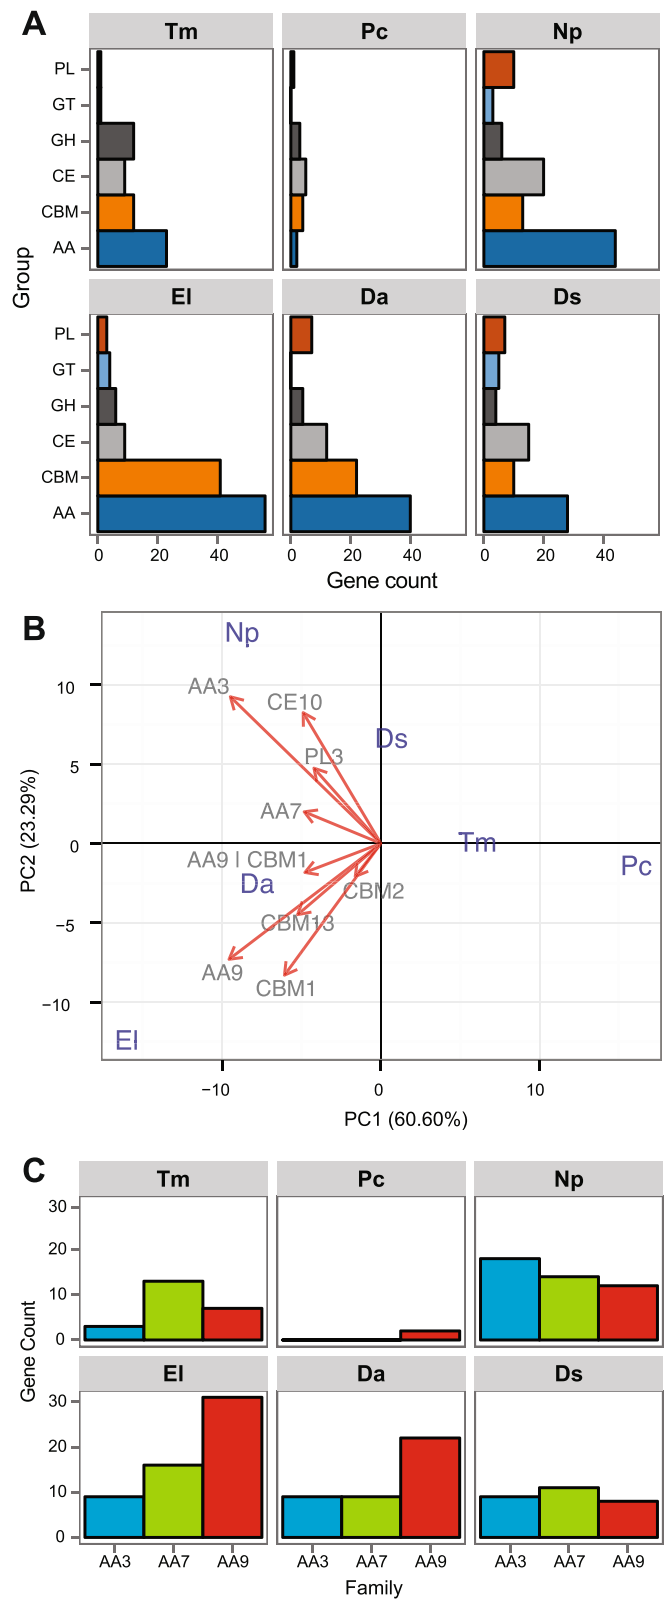 A
Tm Pc Np
PL
GT
GH
CE
CBM
AA
Group
El Da Ds
PL
GT
GH
CE
CBM
AA
0 20 40 0 20 40 0 20 40
Gene count
B
Np
AA3
CE10
Ds
PL3
AA7
Tm
AA9 | CBM1
Pc
Da
CBM2
CBM13
AA9
CBM1
El
10
5
0
−5
−10
PC2 (23.29%)
−10 0 10
PC1 (60.60%)
C
Tm Pc Np
30
20
10
0
Gene Count
El Da Ds
30
20
10
0
AA3 AA7 AA9 AA3 AA7 AA9 AA3 AA7 AA9
Family